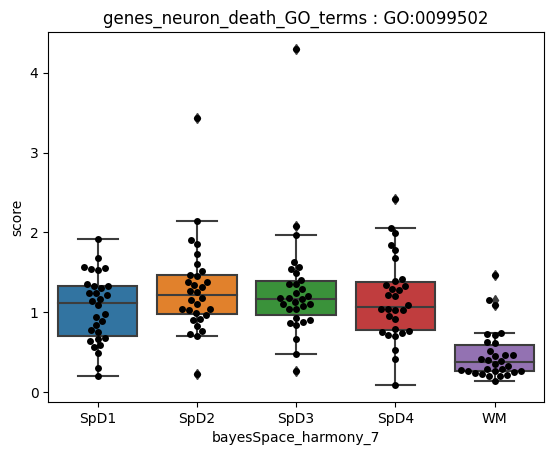 genes_neuron_death_GO_terms : GO:0099502
4
3
2
1
0
score
SpD1 SpD2 SpD3 SpD4 WM
bayesSpace_harmony_7